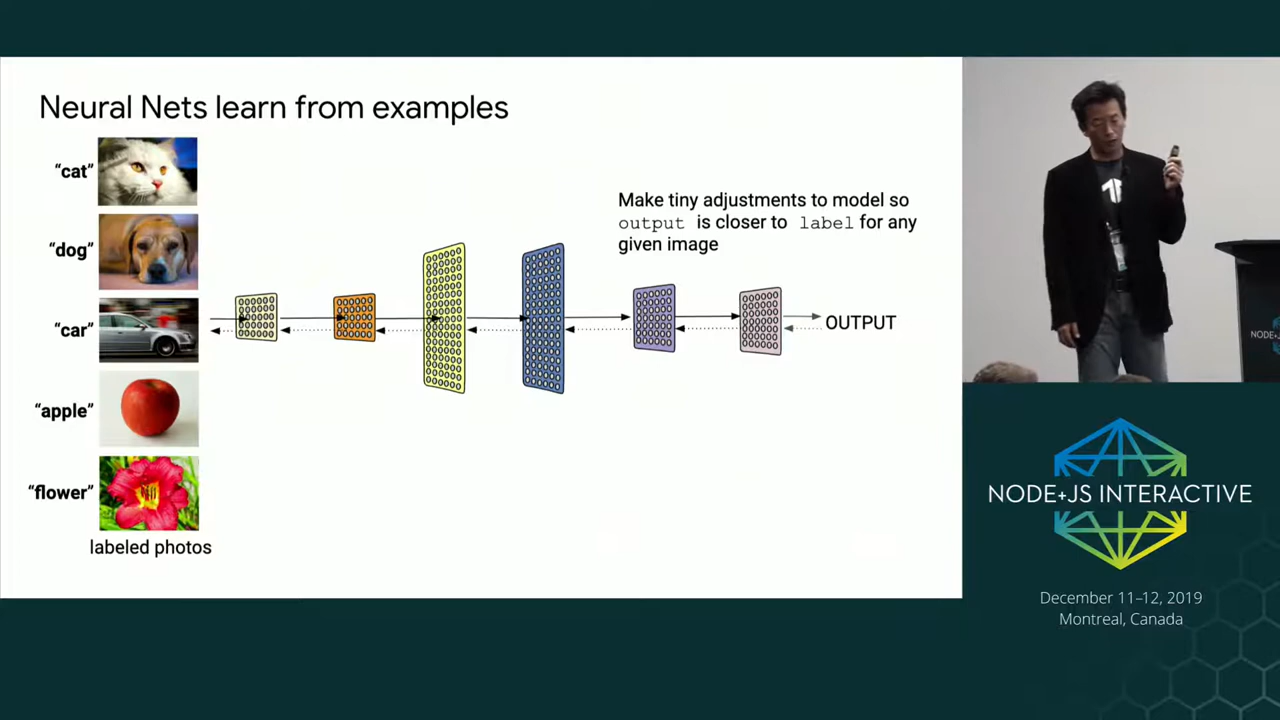 Neural Nets learn from examples
“cat”
“dog”
“car”
“apple”
“flower”
labeled photos
Make tiny adjustments to model so
output is closer to label for any
given image
OUTPUT
NODE+JS INTERACTIVE
December 11–12, 2019
Montreal, Canada